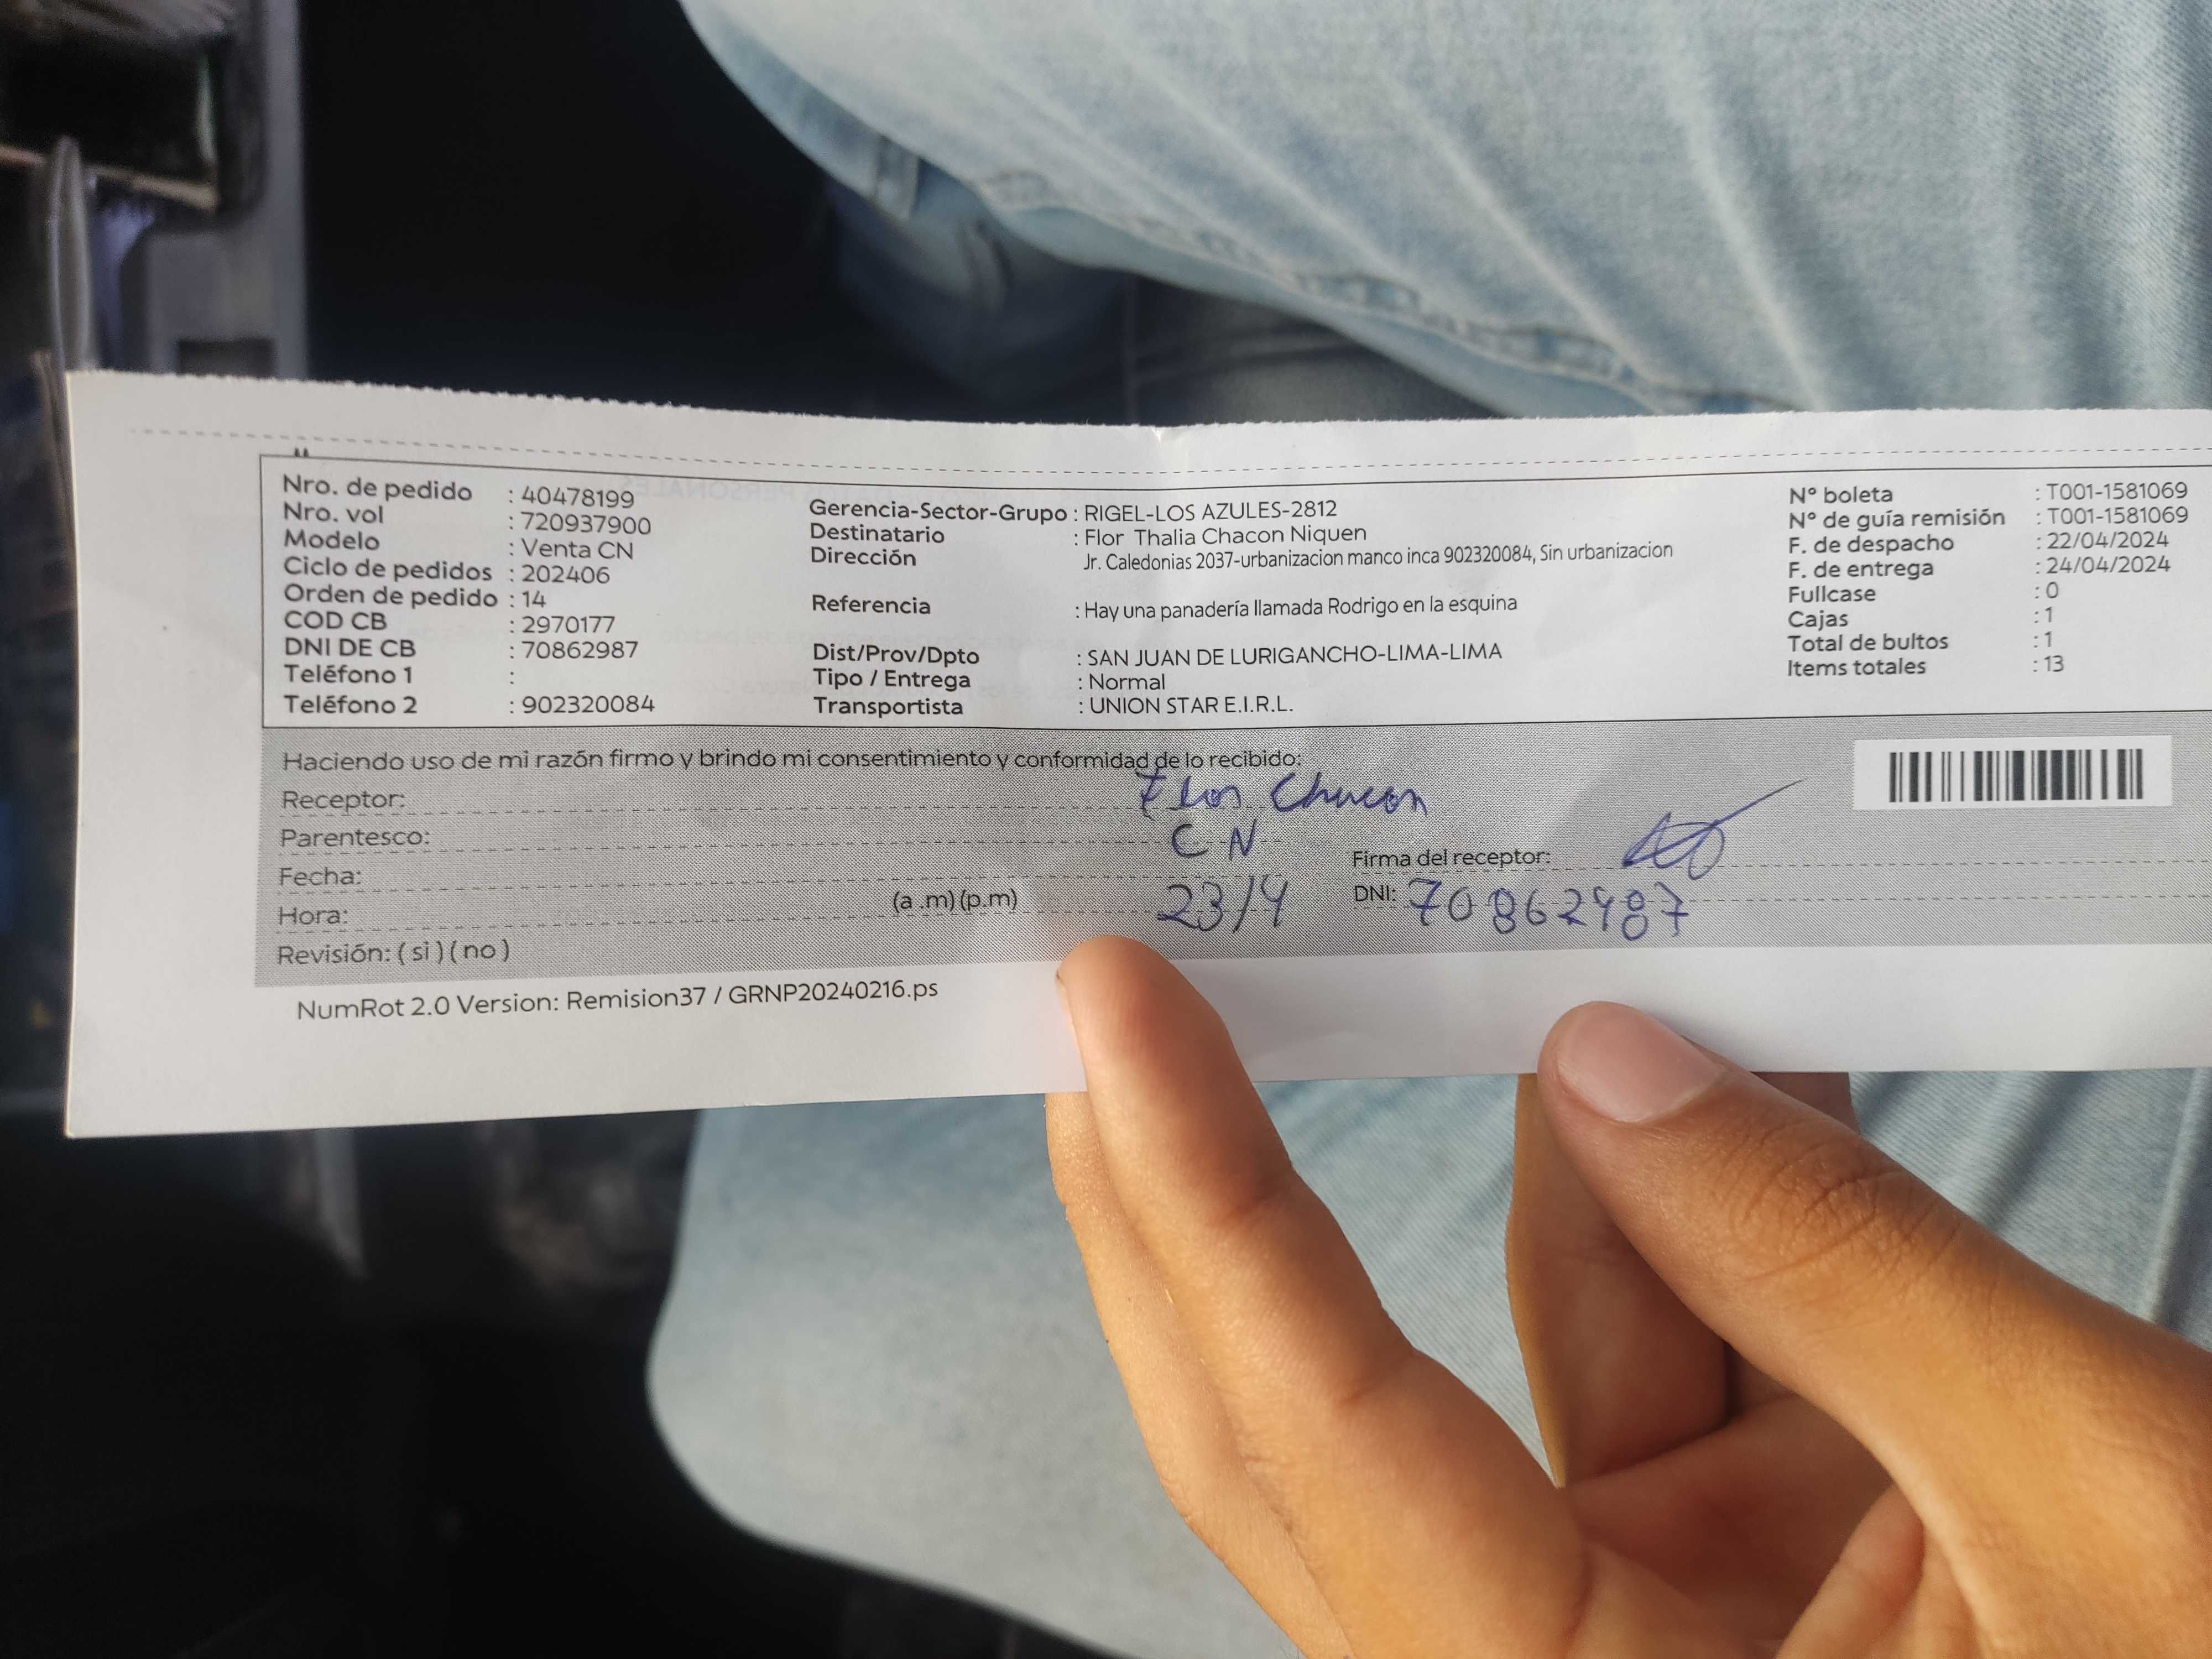 Nro. de pedido : 40478199
Nro. vol : 720937900
Modelo : Venta CN
Ciclo de pedidos : 202406
Orden de pedido : 14
COD CB : 2970177
DNI DE CB : 70862987
Teléfono 1 :
Teléfono 2 : 902320084
Gerencia-Sector-Grupo : RIGEL-LOS AZULES-2812
Destinatario : Flor Thalia Chacon Niquen
Dirección Jr. Caledonias 2037-urbanizacion manco inca 902320084, Sin urbanizacion
Referencia : Hay una panadería llamada Rodrigo en la esquina
Dist/Prov/Dpto : SAN JUAN DE LURIGANCHO-LIMA-LIMA
Tipo / Entrega : Normal
Transportista : UNION STAR E.I.R.L.
N° boleta : T001-1581069
N° de guía remisión : T001-1581069
F. de despacho : 22/04/2024
F. de entrega : 24/04/2024
Fullcase : 0
Cajas : 1
Total de bultos : 1
Items totales : 13
Haciendo uso de mi razón firmo y brindo mi consentimiento y conformidad de lo recibido:
Receptor: Flor Chacon
Parentesco: CN
Fecha: Firma del receptor:
Hora: (a .m) (p.m) 23/4 DNI: 70862987
Revisión: ( si ) ( no )
NumRot 2.0 Version: Remision37 / GRNP20240216.ps